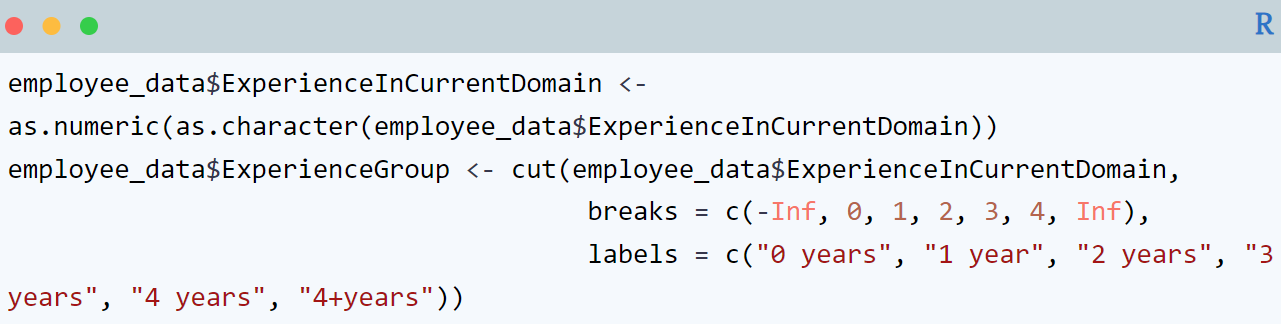 R
employee_data$ExperienceInCurrentDomain <-
as.numeric(as.character(employee_data$ExperienceInCurrentDomain))
employee_data$ExperienceGroup <- cut(employee_data$ExperienceInCurrentDomain,
                                      breaks = c(-Inf, 0, 1, 2, 3, 4, Inf),
                                      labels = c("0 years", "1 year", "2 years", "3
years", "4 years", "4+years"))